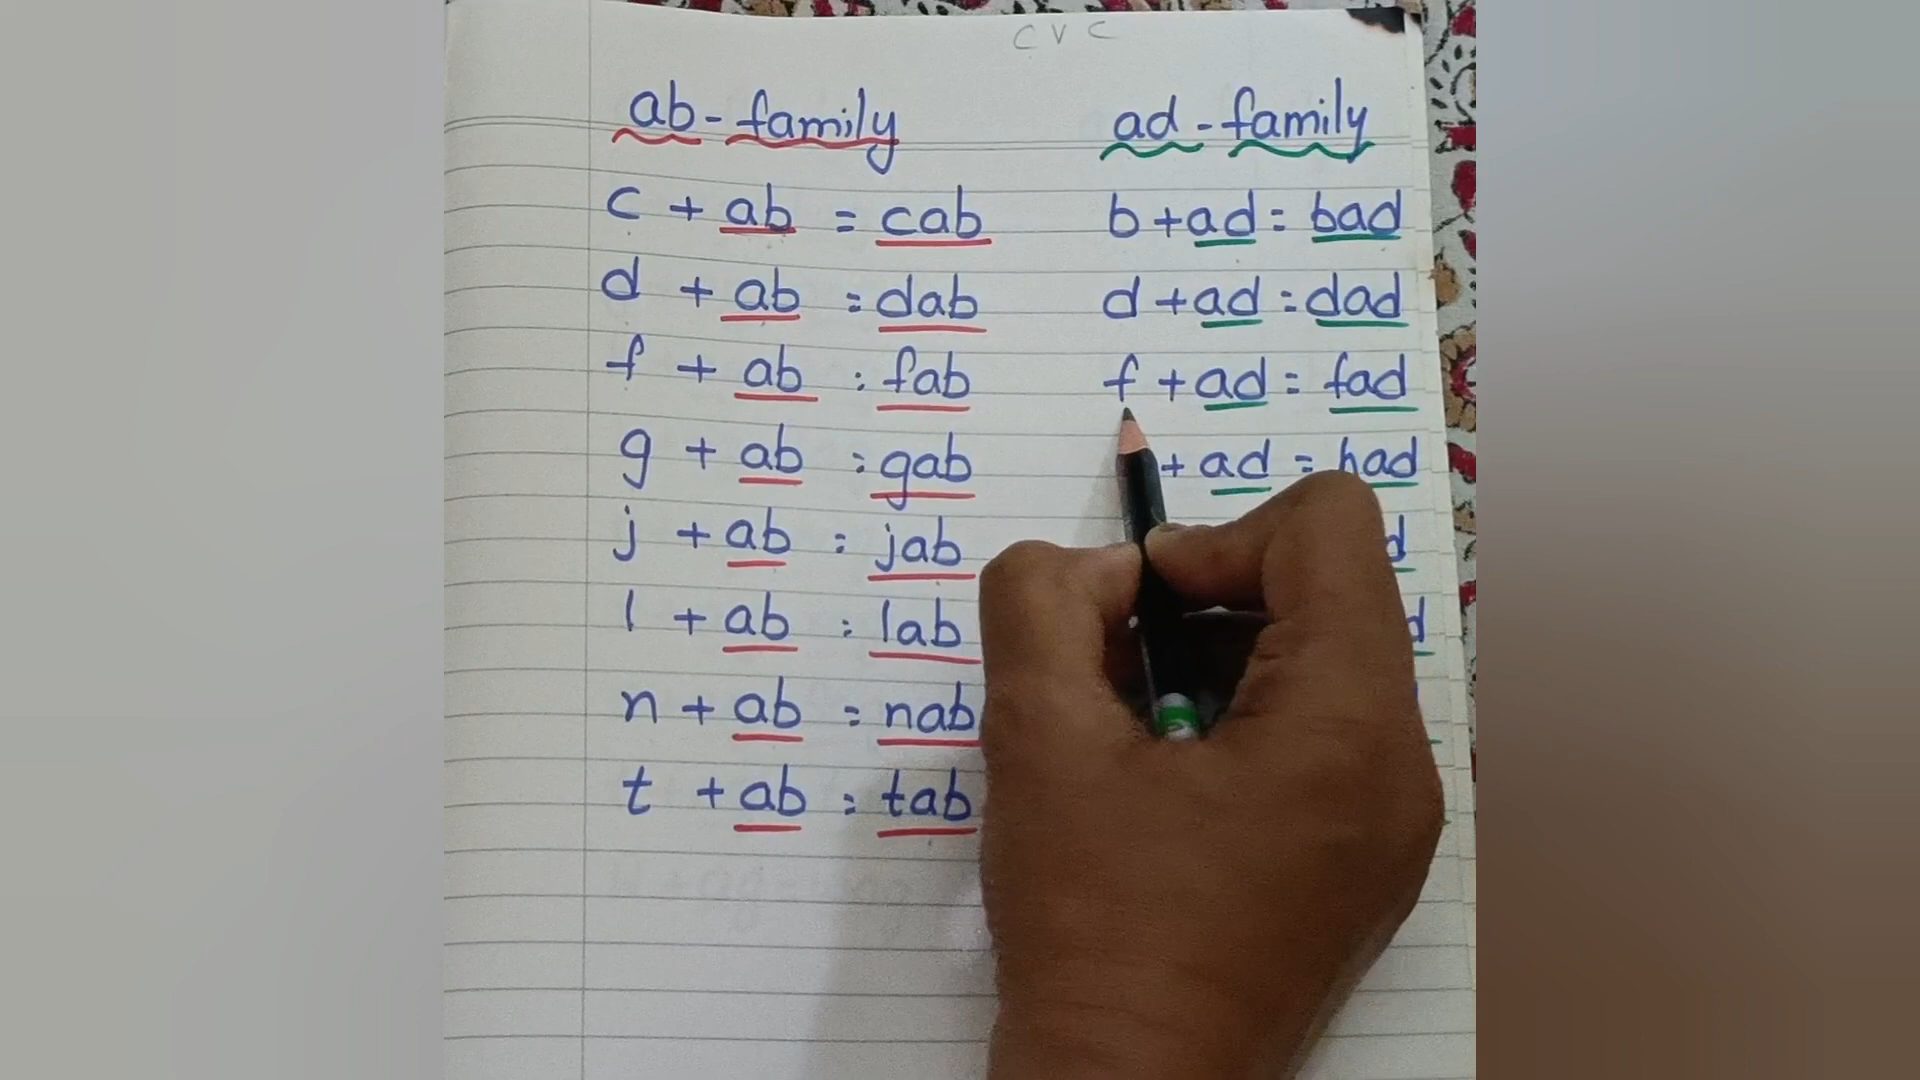 C V C
ab-family ad-family
c + ab = cab b + ad = bad
d + ab = dab d + ad = dad
f + ab = fab f + ad = fad
g + ab = gab + ad = had
j + ab = jab d
l + ab = lab d
n + ab = nab
t + ab = tab